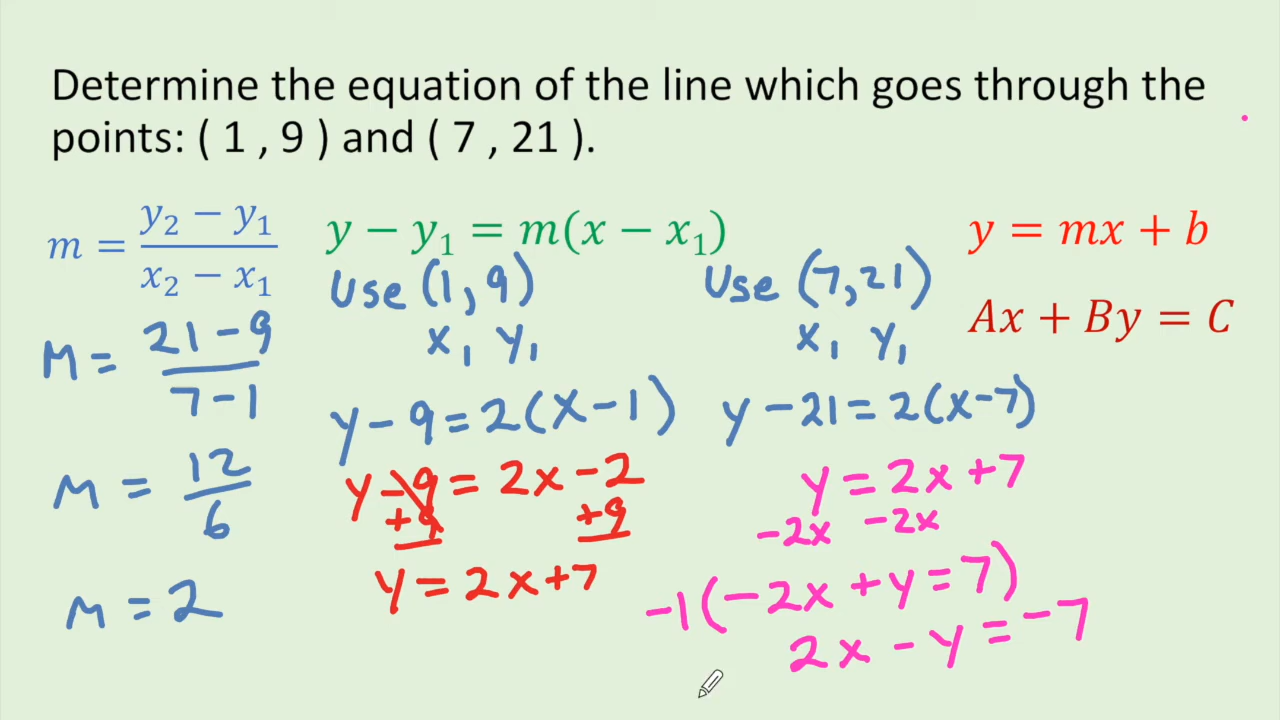 Determine the equation of the line which goes through the
points: ( 1 , 9 ) and ( 7 , 21 ).
m = (y₂ − y₁)/(x₂ − x₁)
M = (21 − 9)/(7 − 1)
M = 12/6
M = 2
y − y₁ = m(x − x₁)
Use (1, 9)
x₁ y₁
y − 9 = 2(x − 1)
y − 9 = 2x − 2
+9 +9
y = 2x + 7
Use (7, 21)
x₁ y₁
y − 21 = 2(x − 7)
y = 2x + 7
−2x −2x
−1(−2x + y = 7)
2x − y = −7
y = mx + b
Ax + By = C